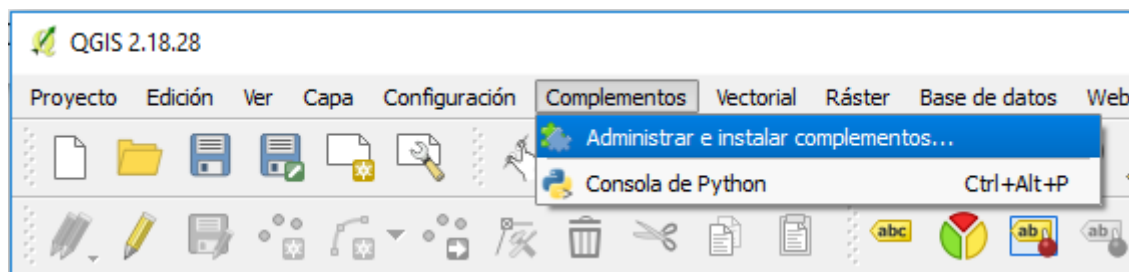 QGIS 2.18.28
Proyecto Edición Ver Capa Configuración Complementos Vectorial Ráster Base de datos Web
Administrar e instalar complementos...
Consola de Python Ctrl+Alt+P
abc ab ab